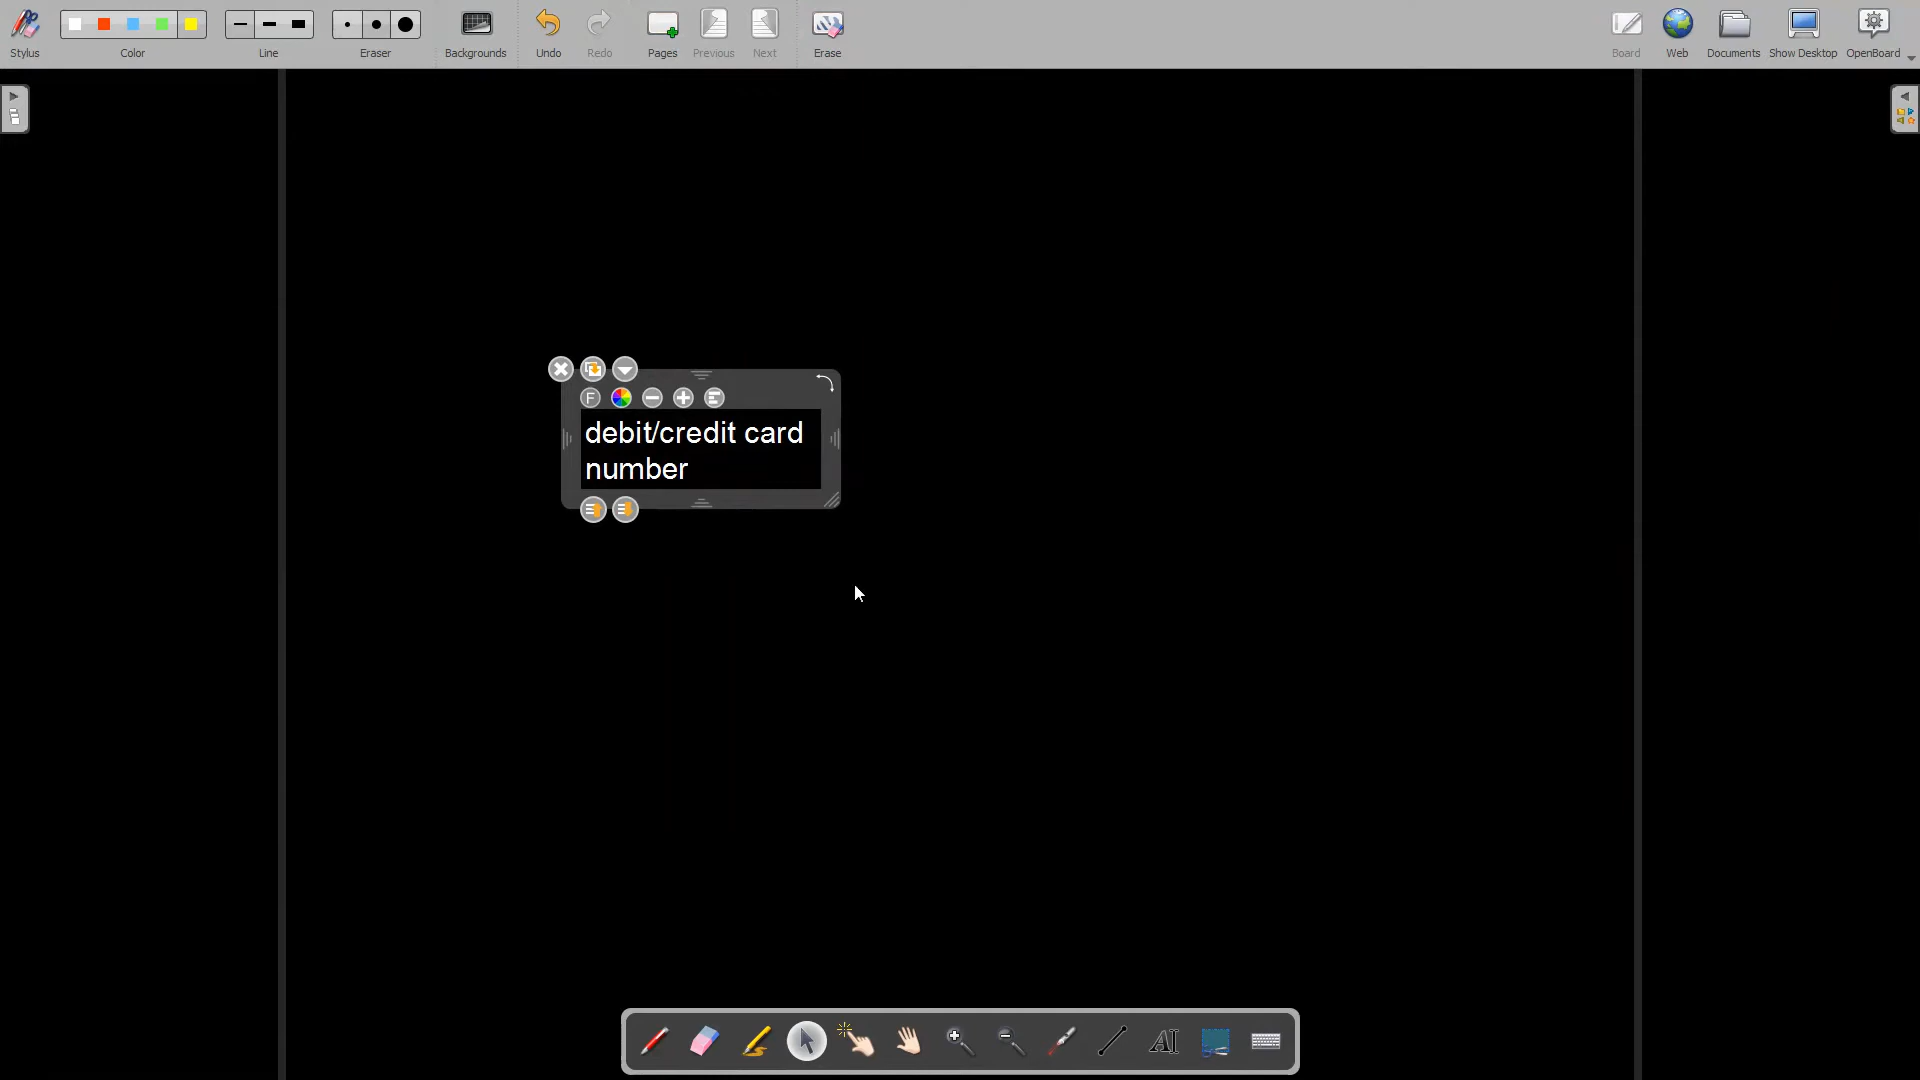 Stylus
Color
Line
Eraser
Backgrounds
Undo
Redo
Pages
Previous
Next
Erase
Board
Web
Documents
Show Desktop
OpenBoard
F
debit/credit card
number
AI